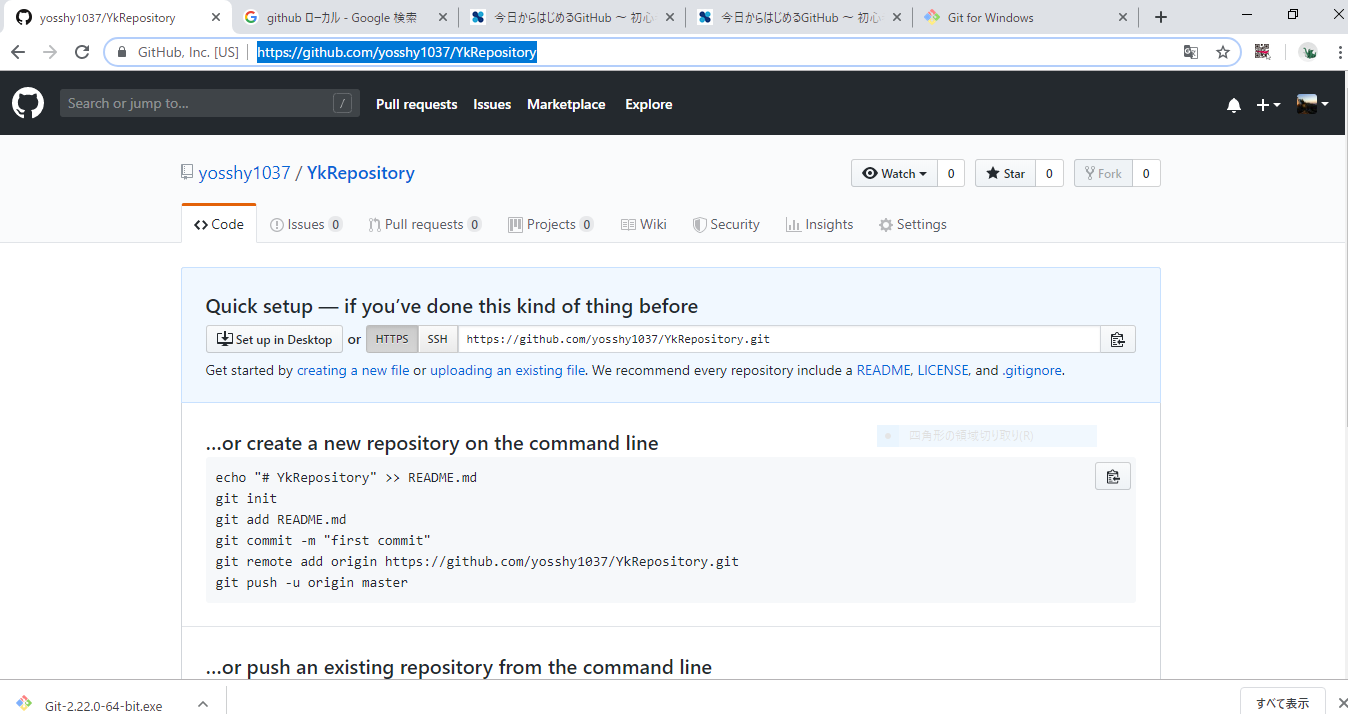 yosshy1037/YkRepository
github ローカル - Google 検索
今日からはじめるGitHub ～ 初心
今日からはじめるGitHub ～ 初心
Git for Windows
GitHub, Inc. [US]
https://github.com/yosshy1037/YkRepository
Search or jump to... /
Pull requests Issues Marketplace Explore
yosshy1037 / YkRepository
Watch 0 Star 0 Fork 0
Code Issues 0 Pull requests 0 Projects 0 Wiki Security Insights Settings
Quick setup — if you’ve done this kind of thing before
Set up in Desktop or HTTPS SSH https://github.com/yosshy1037/YkRepository.git
Get started by creating a new file or uploading an existing file. We recommend every repository include a README, LICENSE, and .gitignore.
…or create a new repository on the command line
四角形の領域切り取り(R)
echo "# YkRepository" >> README.md
git init
git add README.md
git commit -m "first commit"
git remote add origin https://github.com/yosshy1037/YkRepository.git
git push -u origin master
…or push an existing repository from the command line
Git-2.22.0-64-bit.exe
すべて表示